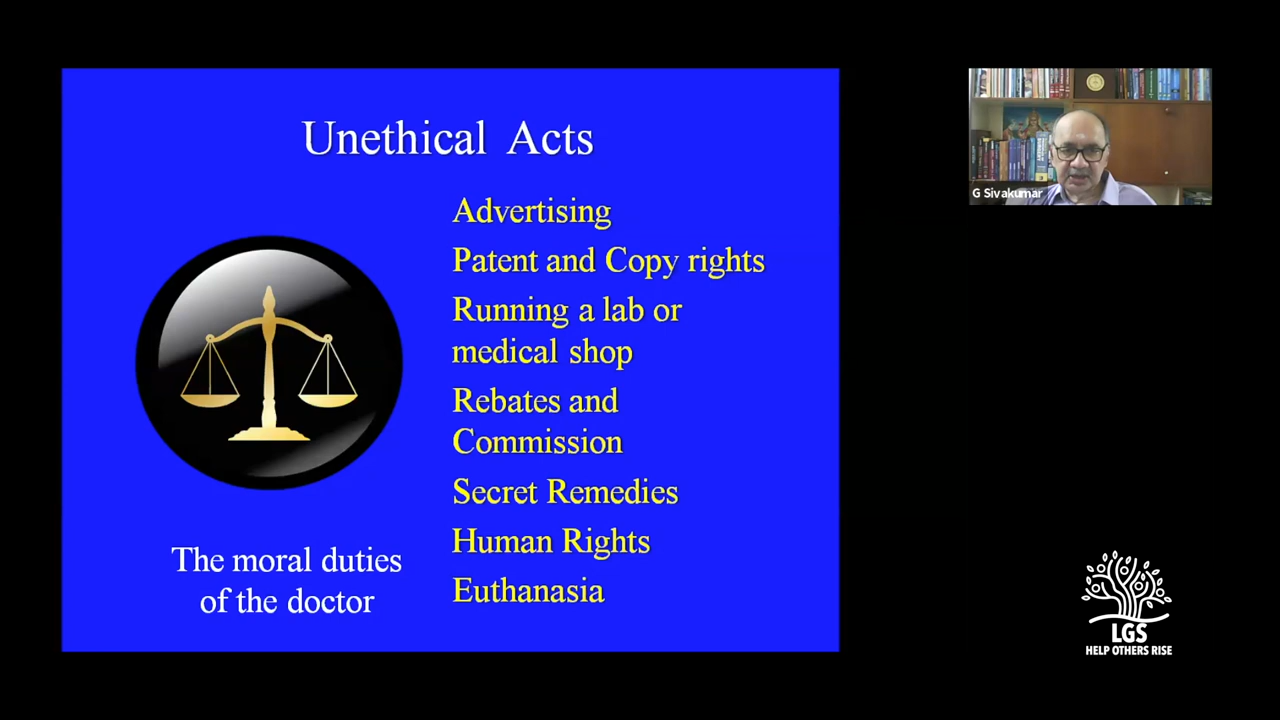 Unethical Acts
Advertising
Patent and Copy rights
Running a lab or
medical shop
Rebates and
Commission
Secret Remedies
Human Rights
Euthanasia
The moral duties
of the doctor
G Sivakumar
LGS
HELP OTHERS RISE